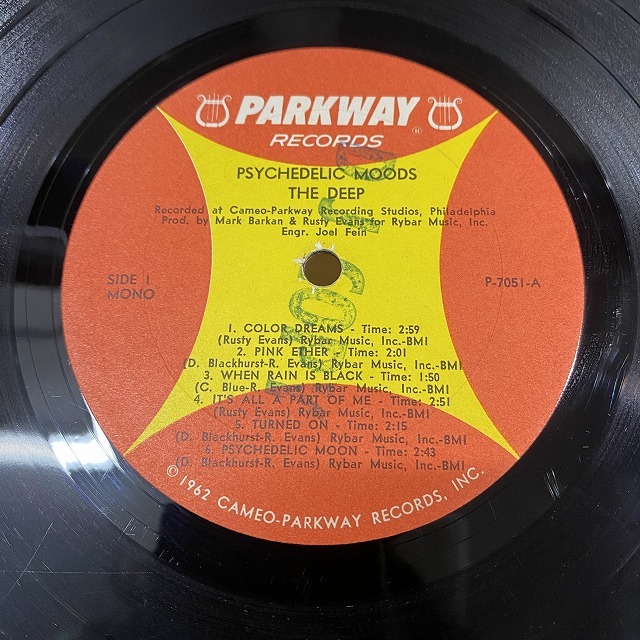 PARKWAY
RECORDS
PSYCHEDELIC MOODS
THE DEEP
Recorded at Cameo-Parkway Recording Studios, Philadelphia
Prod. by Mark Barkan & Rusty Evans for Rybar Music, Inc.
Engr. Joel Fein
SIDE 1
MONO
P-7051-A
1. COLOR DREAMS - Time: 2:59
(Rusty Evans) Rybar Music, Inc.-BMI
2. PINK ETHER - Time: 2:01
(D. Blackhurst-R. Evans) Rybar Music, Inc.-BMI
3. WHEN RAIN IS BLACK - Time: 1:50
(C. Blue-R. Evans) Rybar Music, Inc.-BMI
4. IT'S ALL A PART OF ME - Time: 2:51
(Rusty Evans) Rybar Music, Inc.-BMI
5. TURNED ON - Time: 2:15
(D. Blackhurst-R. Evans) Rybar Music, Inc.-BMI
6. PSYCHEDELIC MOON - Time: 2:43
(D. Blackhurst-R. Evans) Rybar Music, Inc.-BMI
© 1962 CAMEO-PARKWAY RECORDS, INC.